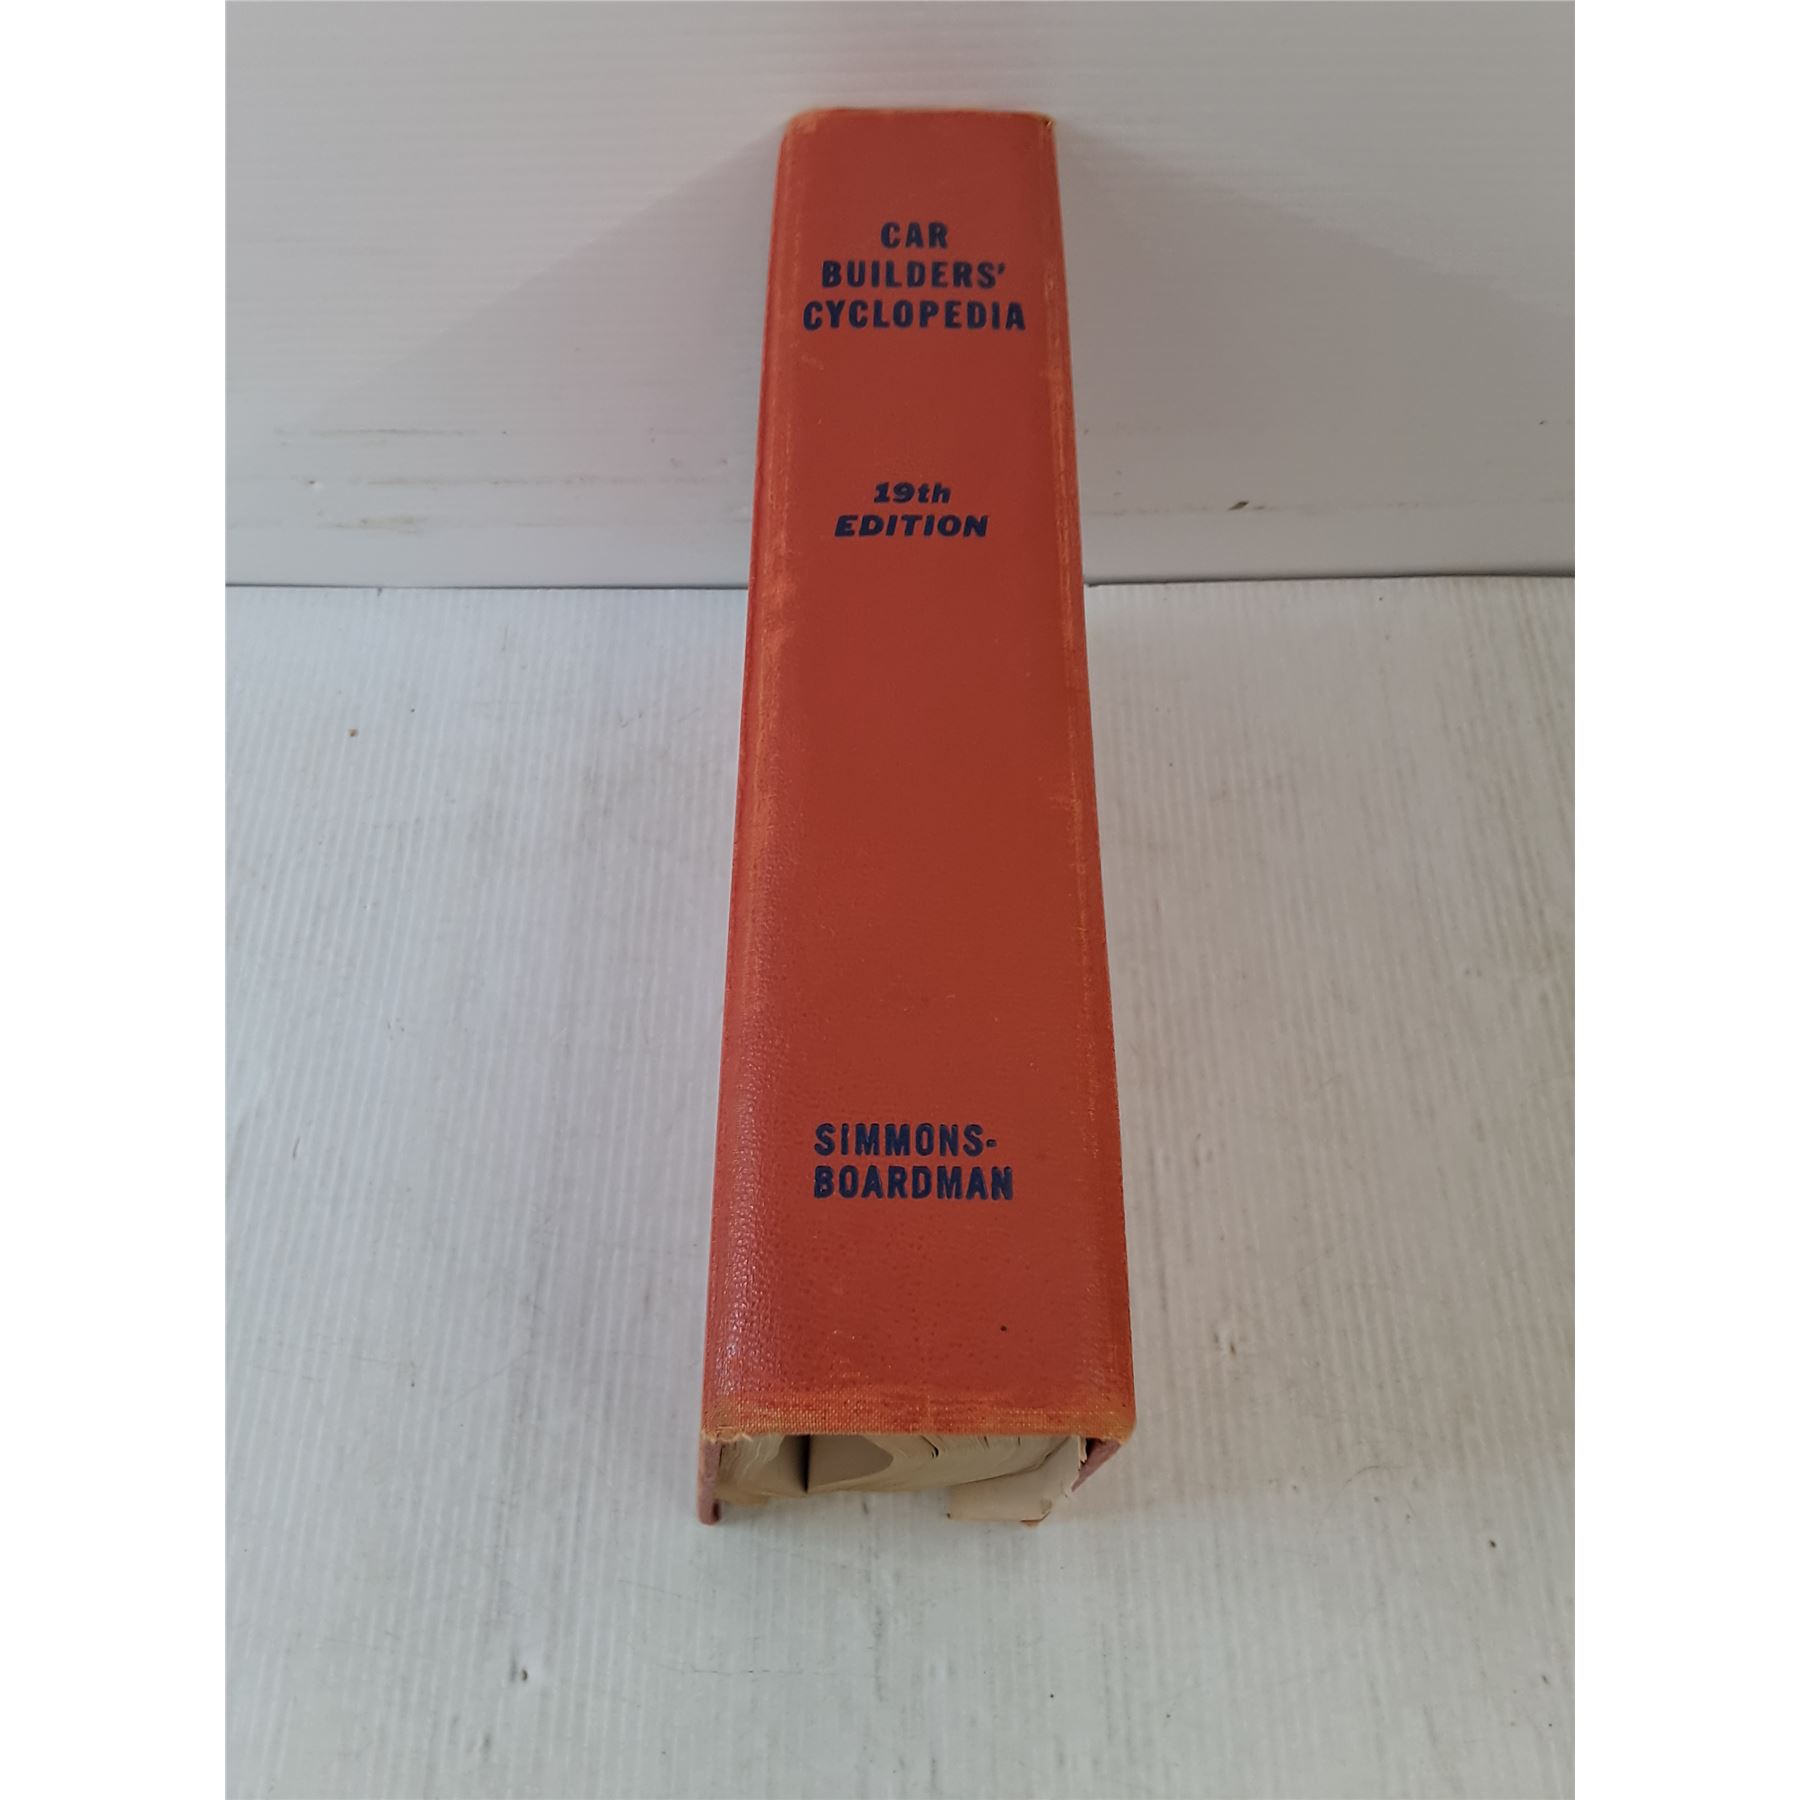 CAR
BUILDERS'
CYCLOPEDIA
19th
EDITION
SIMMONS-
BOARDMAN